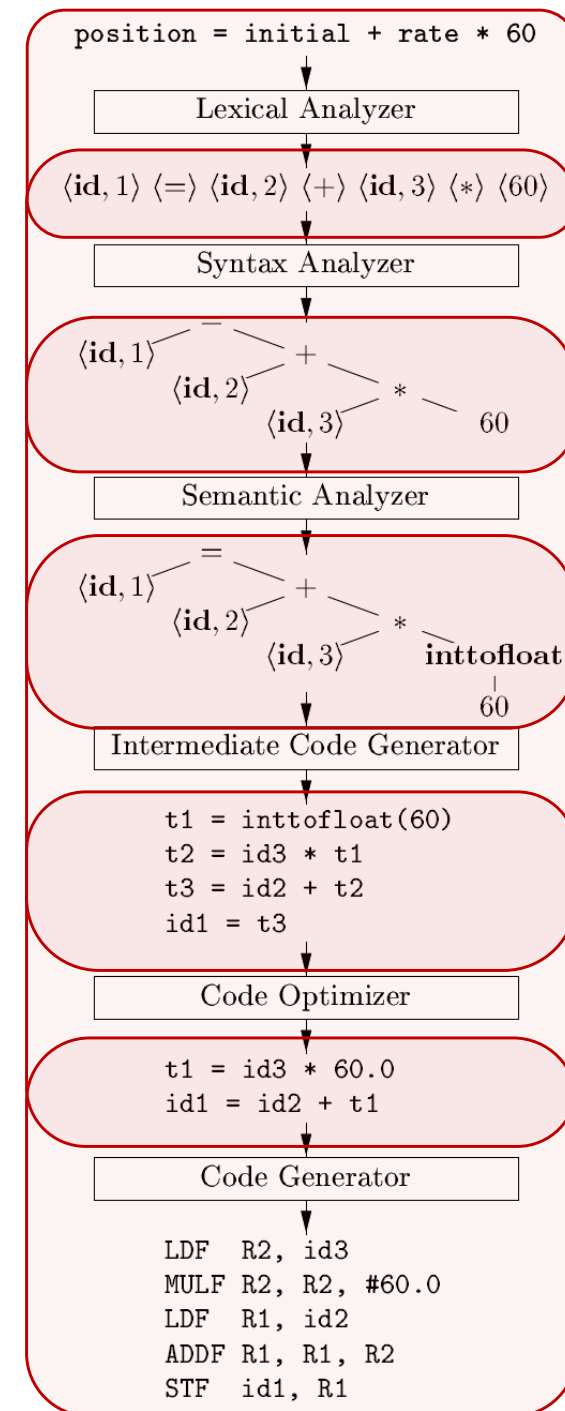 position = initial + rate * 60
Lexical Analyzer
⟨id, 1⟩ ⟨=⟩ ⟨id, 2⟩ ⟨+⟩ ⟨id, 3⟩ ⟨*⟩ ⟨60⟩
Syntax Analyzer
=
⟨id, 1⟩ +
⟨id, 2⟩ *
⟨id, 3⟩ 60
Semantic Analyzer
=
⟨id, 1⟩ +
⟨id, 2⟩ *
⟨id, 3⟩ inttofloat
60
Intermediate Code Generator
t1 = inttofloat(60)
t2 = id3 * t1
t3 = id2 + t2
id1 = t3
Code Optimizer
t1 = id3 * 60.0
id1 = id2 + t1
Code Generator
LDF R2, id3
MULF R2, R2, #60.0
LDF R1, id2
ADDF R1, R1, R2
STF id1, R1